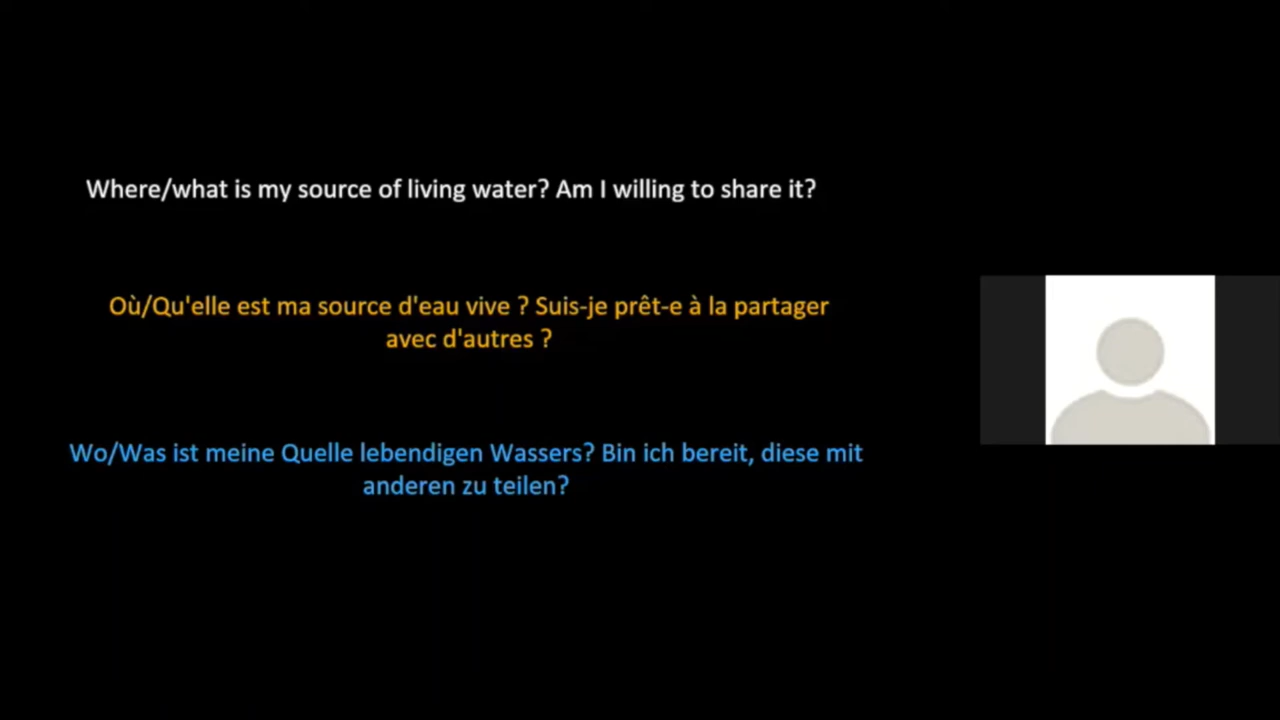 Where/what is my source of living water? Am I willing to share it?
Où/Qu'elle est ma source d'eau vive ? Suis-je prêt-e à la partager
avec d'autres ?
Wo/Was ist meine Quelle lebendigen Wassers? Bin ich bereit, diese mit
anderen zu teilen?